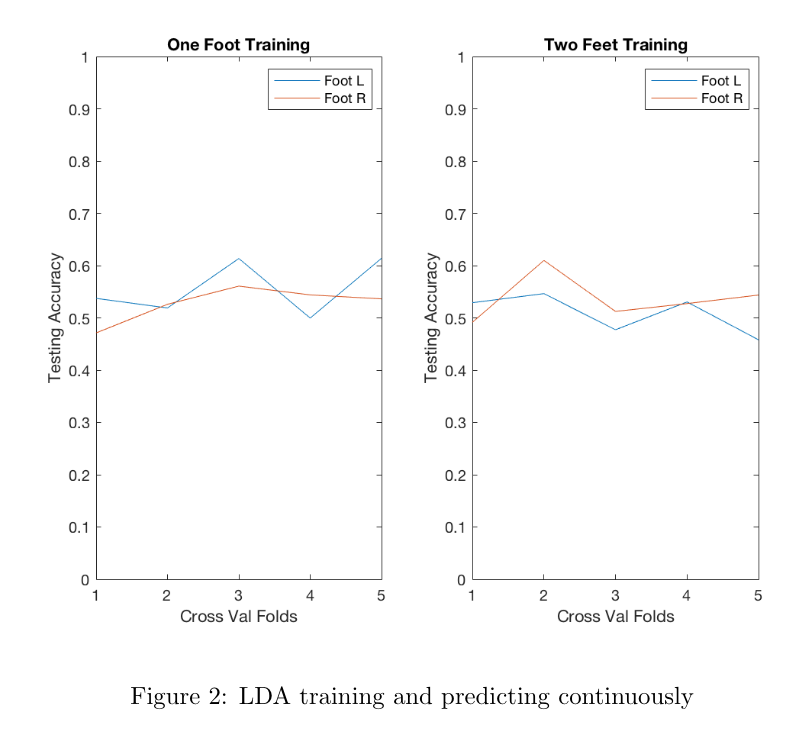 One Foot Training
Foot L
Foot R
1
0.9
0.8
0.7
0.6
0.5
0.4
0.3
0.2
0.1
0
Testing Accuracy
1 2 3 4 5
Cross Val Folds
Two Feet Training
Foot L
Foot R
1
0.9
0.8
0.7
0.6
0.5
0.4
0.3
0.2
0.1
0
Testing Accuracy
1 2 3 4 5
Cross Val Folds
Figure 2: LDA training and predicting continuously